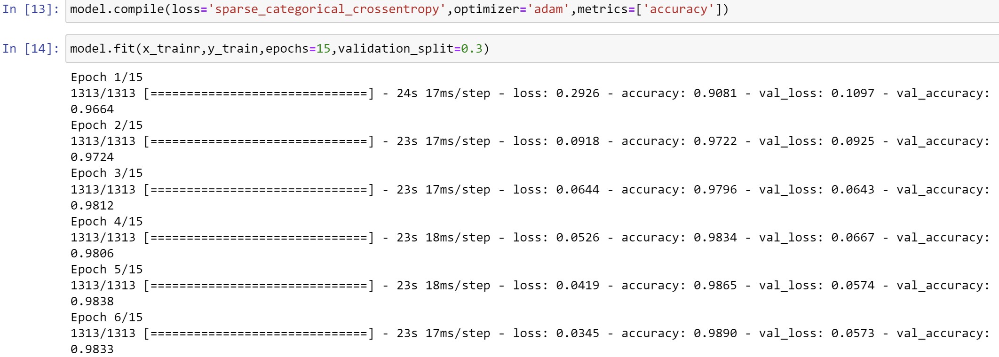 In [13]: model.compile(loss='sparse_categorical_crossentropy',optimizer='adam',metrics=['accuracy'])
In [14]: model.fit(x_trainr,y_train,epochs=15,validation_split=0.3)
Epoch 1/15
1313/1313 [==============================] - 24s 17ms/step - loss: 0.2926 - accuracy: 0.9081 - val_loss: 0.1097 - val_accuracy:
0.9664
Epoch 2/15
1313/1313 [==============================] - 23s 17ms/step - loss: 0.0918 - accuracy: 0.9722 - val_loss: 0.0925 - val_accuracy:
0.9724
Epoch 3/15
1313/1313 [==============================] - 23s 17ms/step - loss: 0.0644 - accuracy: 0.9796 - val_loss: 0.0643 - val_accuracy:
0.9812
Epoch 4/15
1313/1313 [==============================] - 23s 18ms/step - loss: 0.0526 - accuracy: 0.9834 - val_loss: 0.0667 - val_accuracy:
0.9806
Epoch 5/15
1313/1313 [==============================] - 23s 18ms/step - loss: 0.0419 - accuracy: 0.9865 - val_loss: 0.0574 - val_accuracy:
0.9838
Epoch 6/15
1313/1313 [==============================] - 23s 17ms/step - loss: 0.0345 - accuracy: 0.9890 - val_loss: 0.0573 - val_accuracy:
0.9833